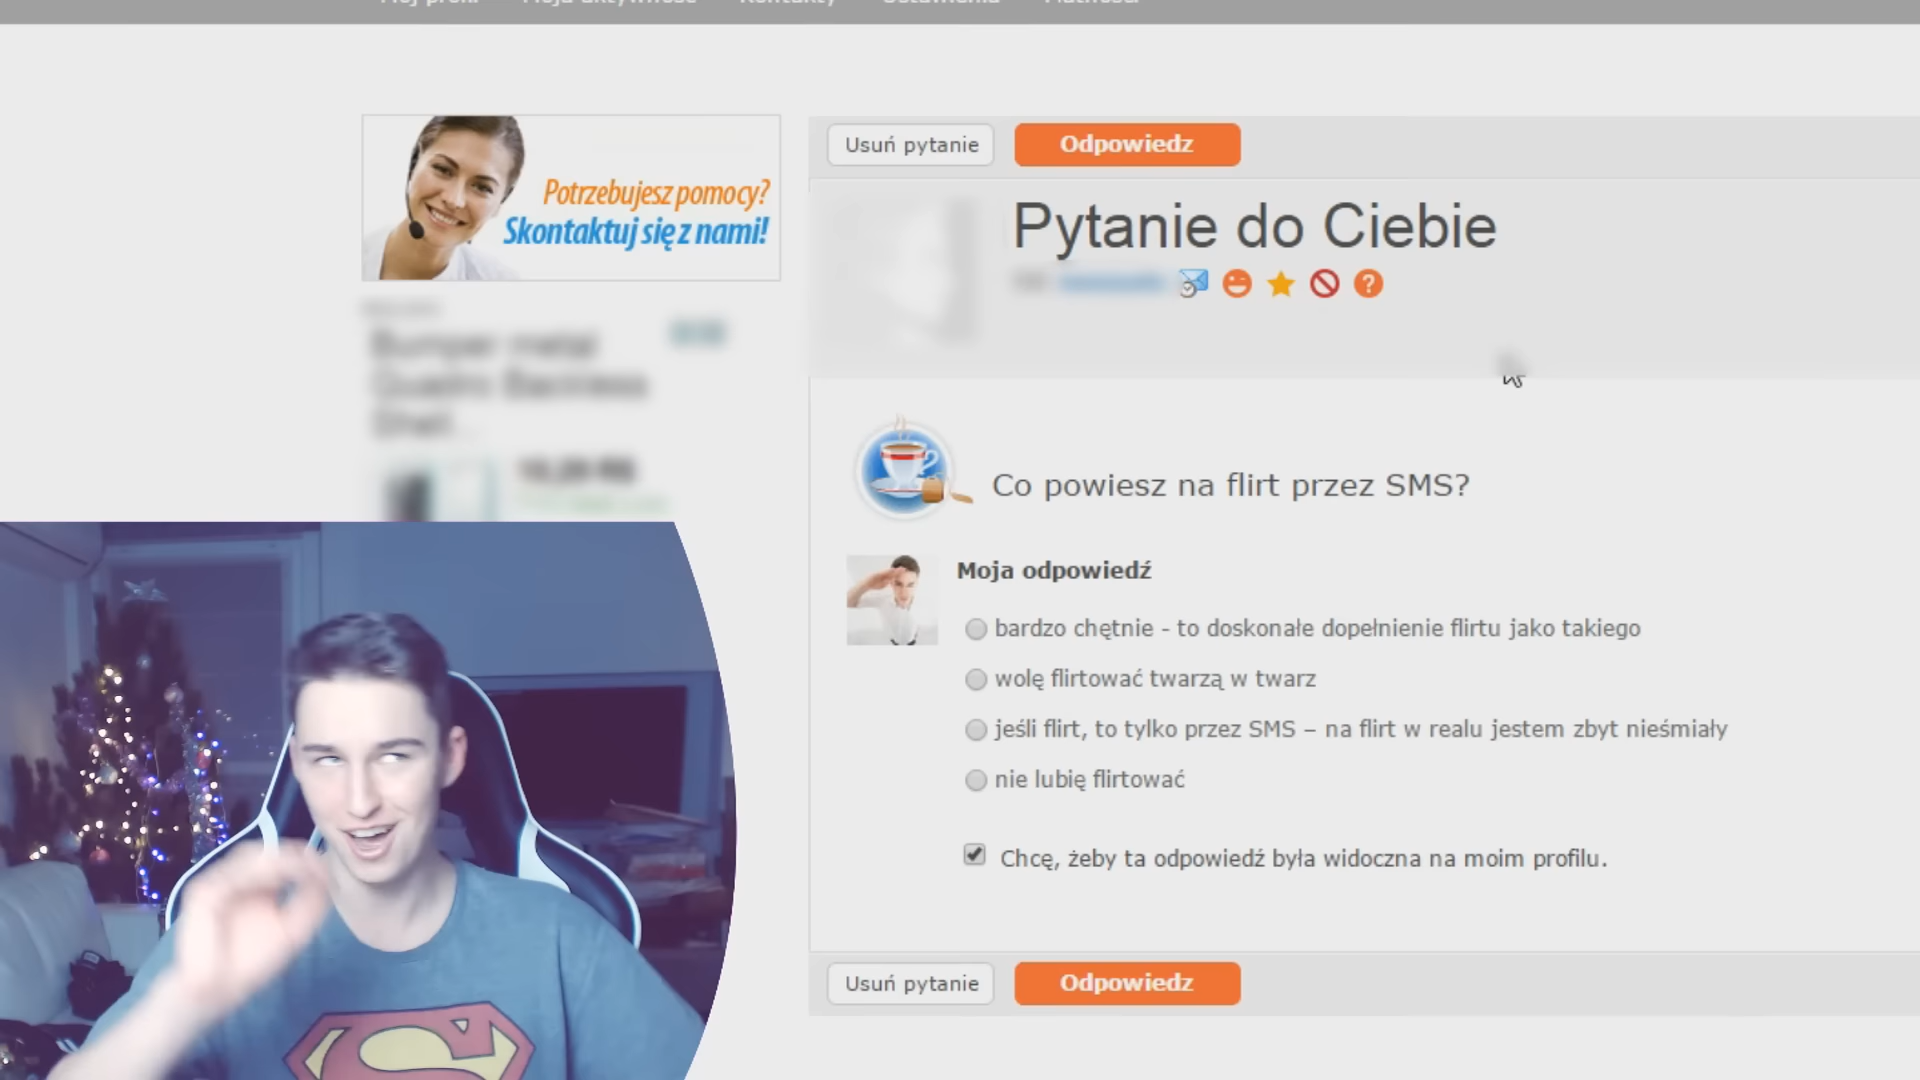 Usuń pytanie
Odpowiedz
Potrzebujesz pomocy?
Skontaktuj się z nami!
Pytanie do Ciebie
Co powiesz na flirt przez SMS?
Moja odpowiedź
bardzo chętnie - to doskonałe dopełnienie flirtu jako takiego
wolę flirtować twarzą w twarz
jeśli flirt, to tylko przez SMS – na flirt w realu jestem zbyt nieśmiały
nie lubię flirtować
Chcę, żeby ta odpowiedź była widoczna na moim profilu.
Usuń pytanie
Odpowiedz